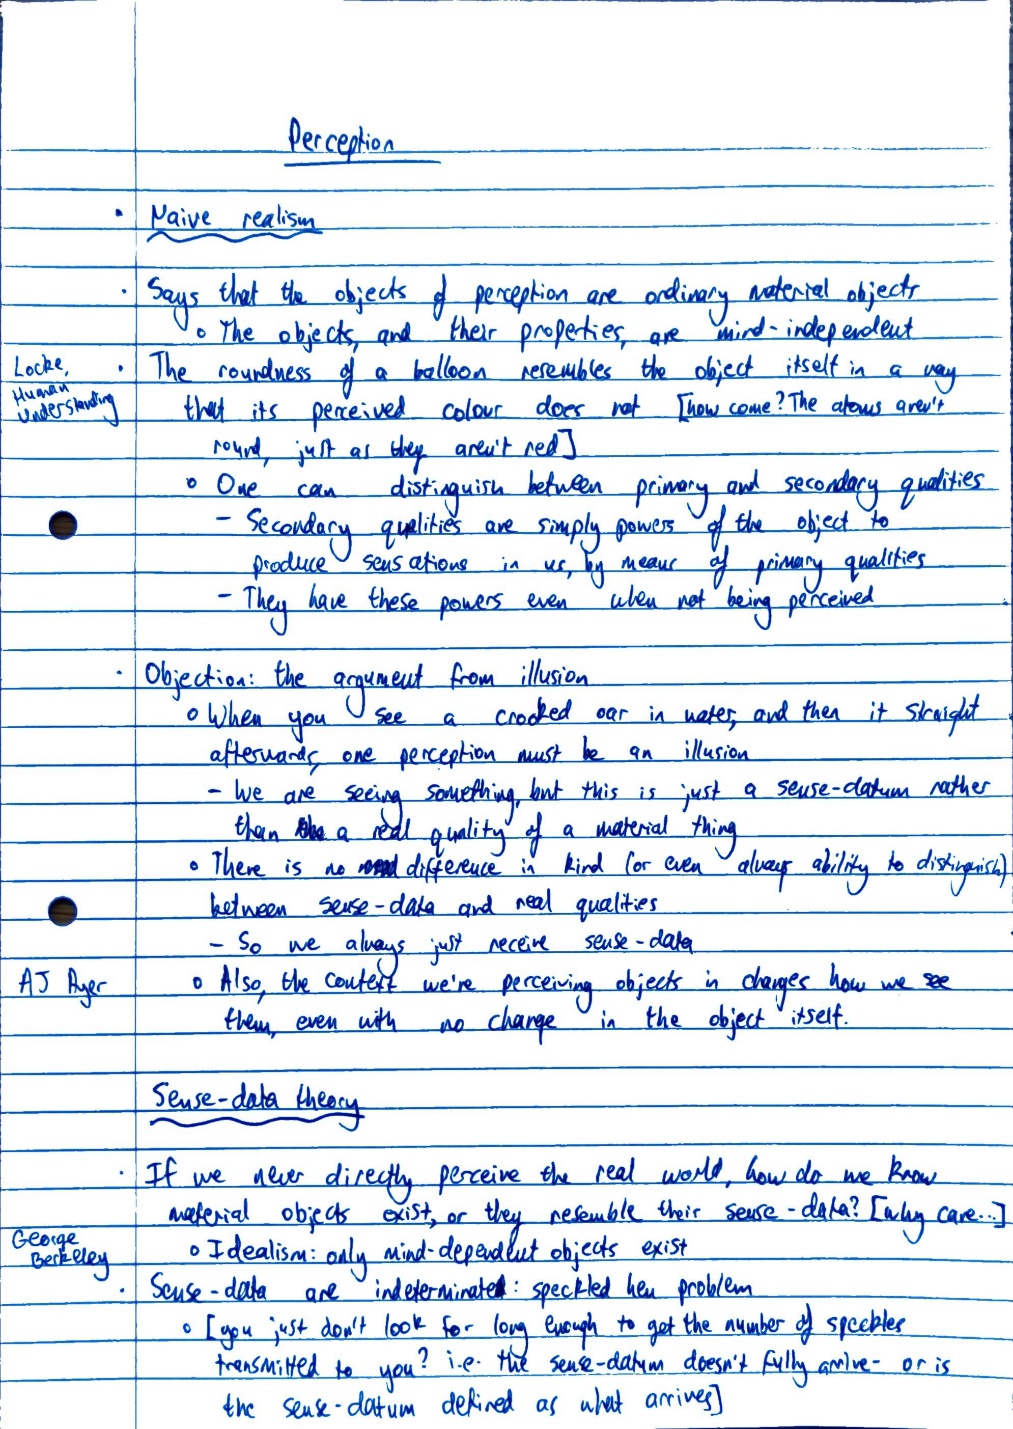 Perception
• Naive realism
· Says that the objects of perception are ordinary material objects
o The objects, and their properties, are mind-independent
Locke, Human Understanding
· The roundness of a balloon resembles the object itself in a way
that its perceived colour does not [how come? The atoms aren't
round, just as they aren't red]
o One can distinguish between primary and secondary qualities
- Secondary qualities are simply powers of the object to
produce sensations in us, by means of primary qualities
- They have these powers even when not being perceived
· Objection: the argument from illusion
o When you see a crooked oar in water, and then it straight
afterwards, one perception must be an illusion
- We are seeing something, but this is just a sense-datum rather
than a real quality of a material thing
o There is no difference in kind (or even always ability to distinguish)
between sense-data and real qualities
- So we always just receive sense-data
AJ Ayer
o Also, the context we're perceiving objects in changes how we see
them, even with no change in the object itself.
Sense-data theory
· If we never directly perceive the real world, how do we know
material objects exist, or they resemble their sense-data? [why care...]
George Berkeley
o Idealism: only mind-dependent objects exist
· Sense-data are indeterminate: speckled hen problem
o [you just don't look for long enough to get the number of speckles
transmitted to you? i.e. the sense-datum doesn't fully arrive - or is
the sense-datum defined as what arrives]